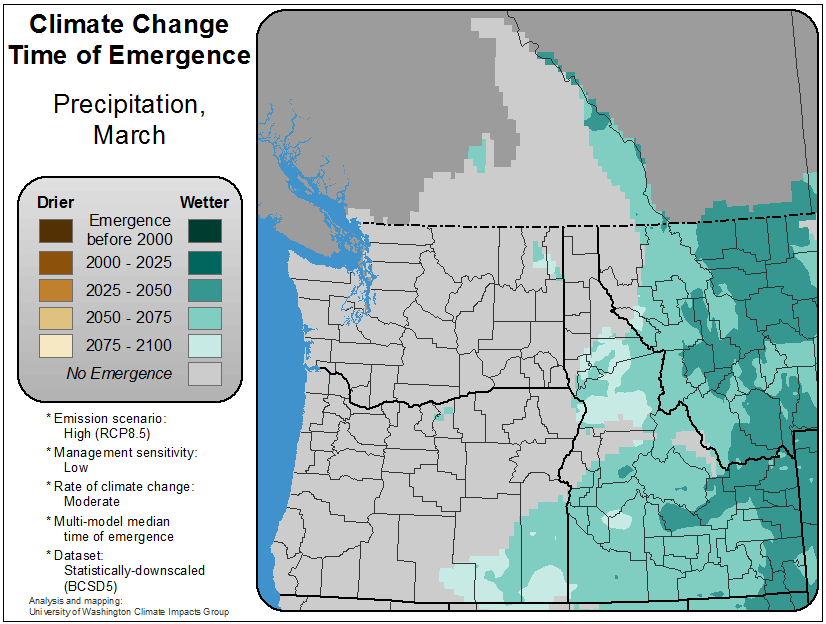 Climate Change
Time of Emergence
Precipitation,
March
Drier
Wetter
Emergence
before 2000
2000 - 2025
2025 - 2050
2050 - 2075
2075 - 2100
No Emergence
* Emission scenario:
High (RCP8.5)
* Management sensitivity:
Low
* Rate of climate change:
Moderate
* Multi-model median
time of emergence
* Dataset:
Statistically-downscaled
(BCSD5)
Analysis and mapping:
University of Washington Climate Impacts Group